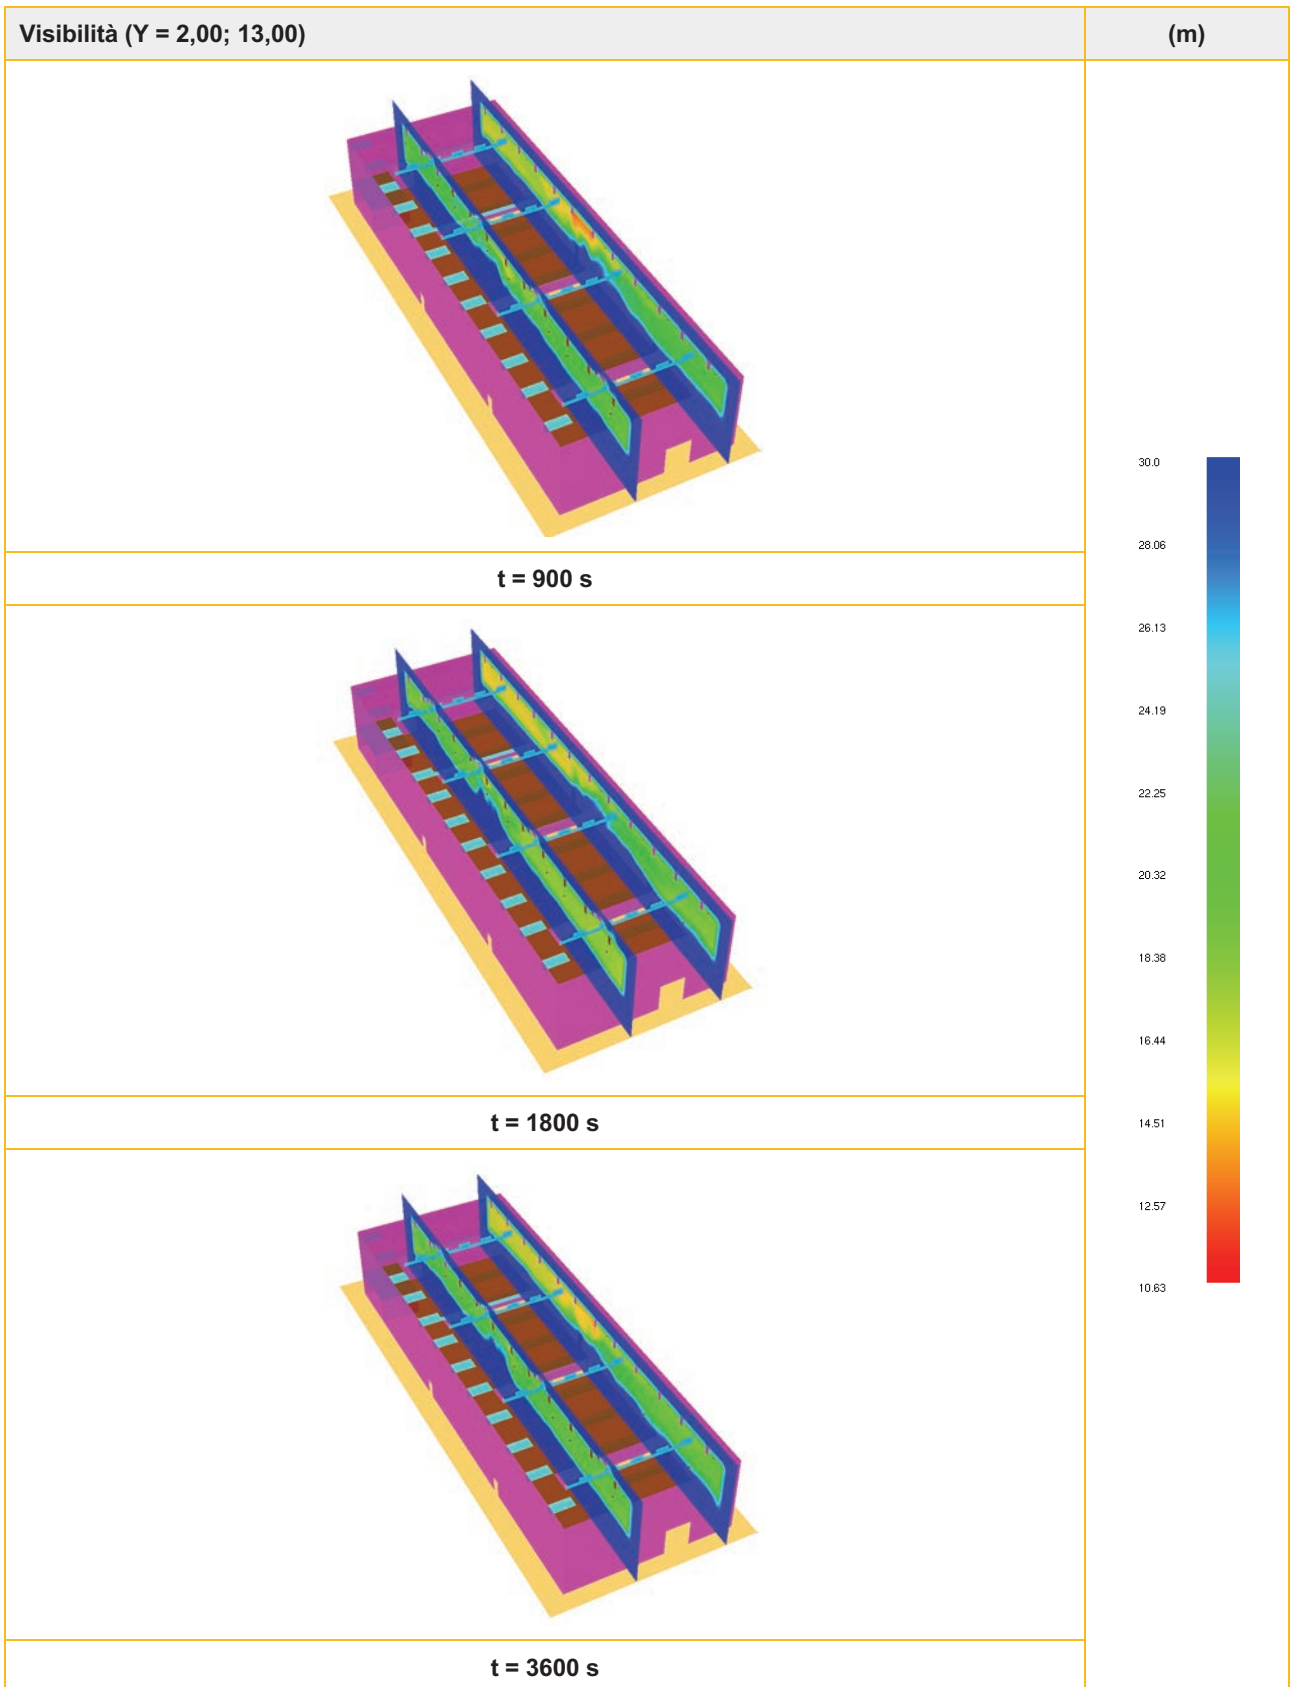 Visibilità (Y = 2,00; 13,00)
(m)
t = 900 s
t = 1800 s
t = 3600 s
30.0
28.06
26.13
24.19
22.25
20.32
18.38
16.44
14.51
12.57
10.63